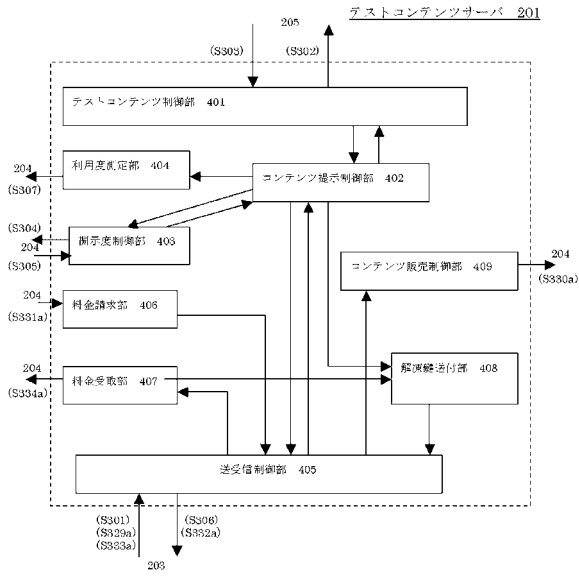 テストコンテンツサーバ 201
205
(S303)
(S302)
テストコンテンツ制御部 401
204
利用度測定部 404
(S307)
コンテンツ提示制御部 402
(S304)
開示度制御部 403
204
(S305)
コンテンツ販売制御部 409
204
(S330a)
204
料金請求部 406
(S331a)
204
料金受取部 407
(S334a)
解凍鍵送付部 408
送受信制御部 405
(S301)
(S329a)
(S333a)
(S306)
(S332a)
203